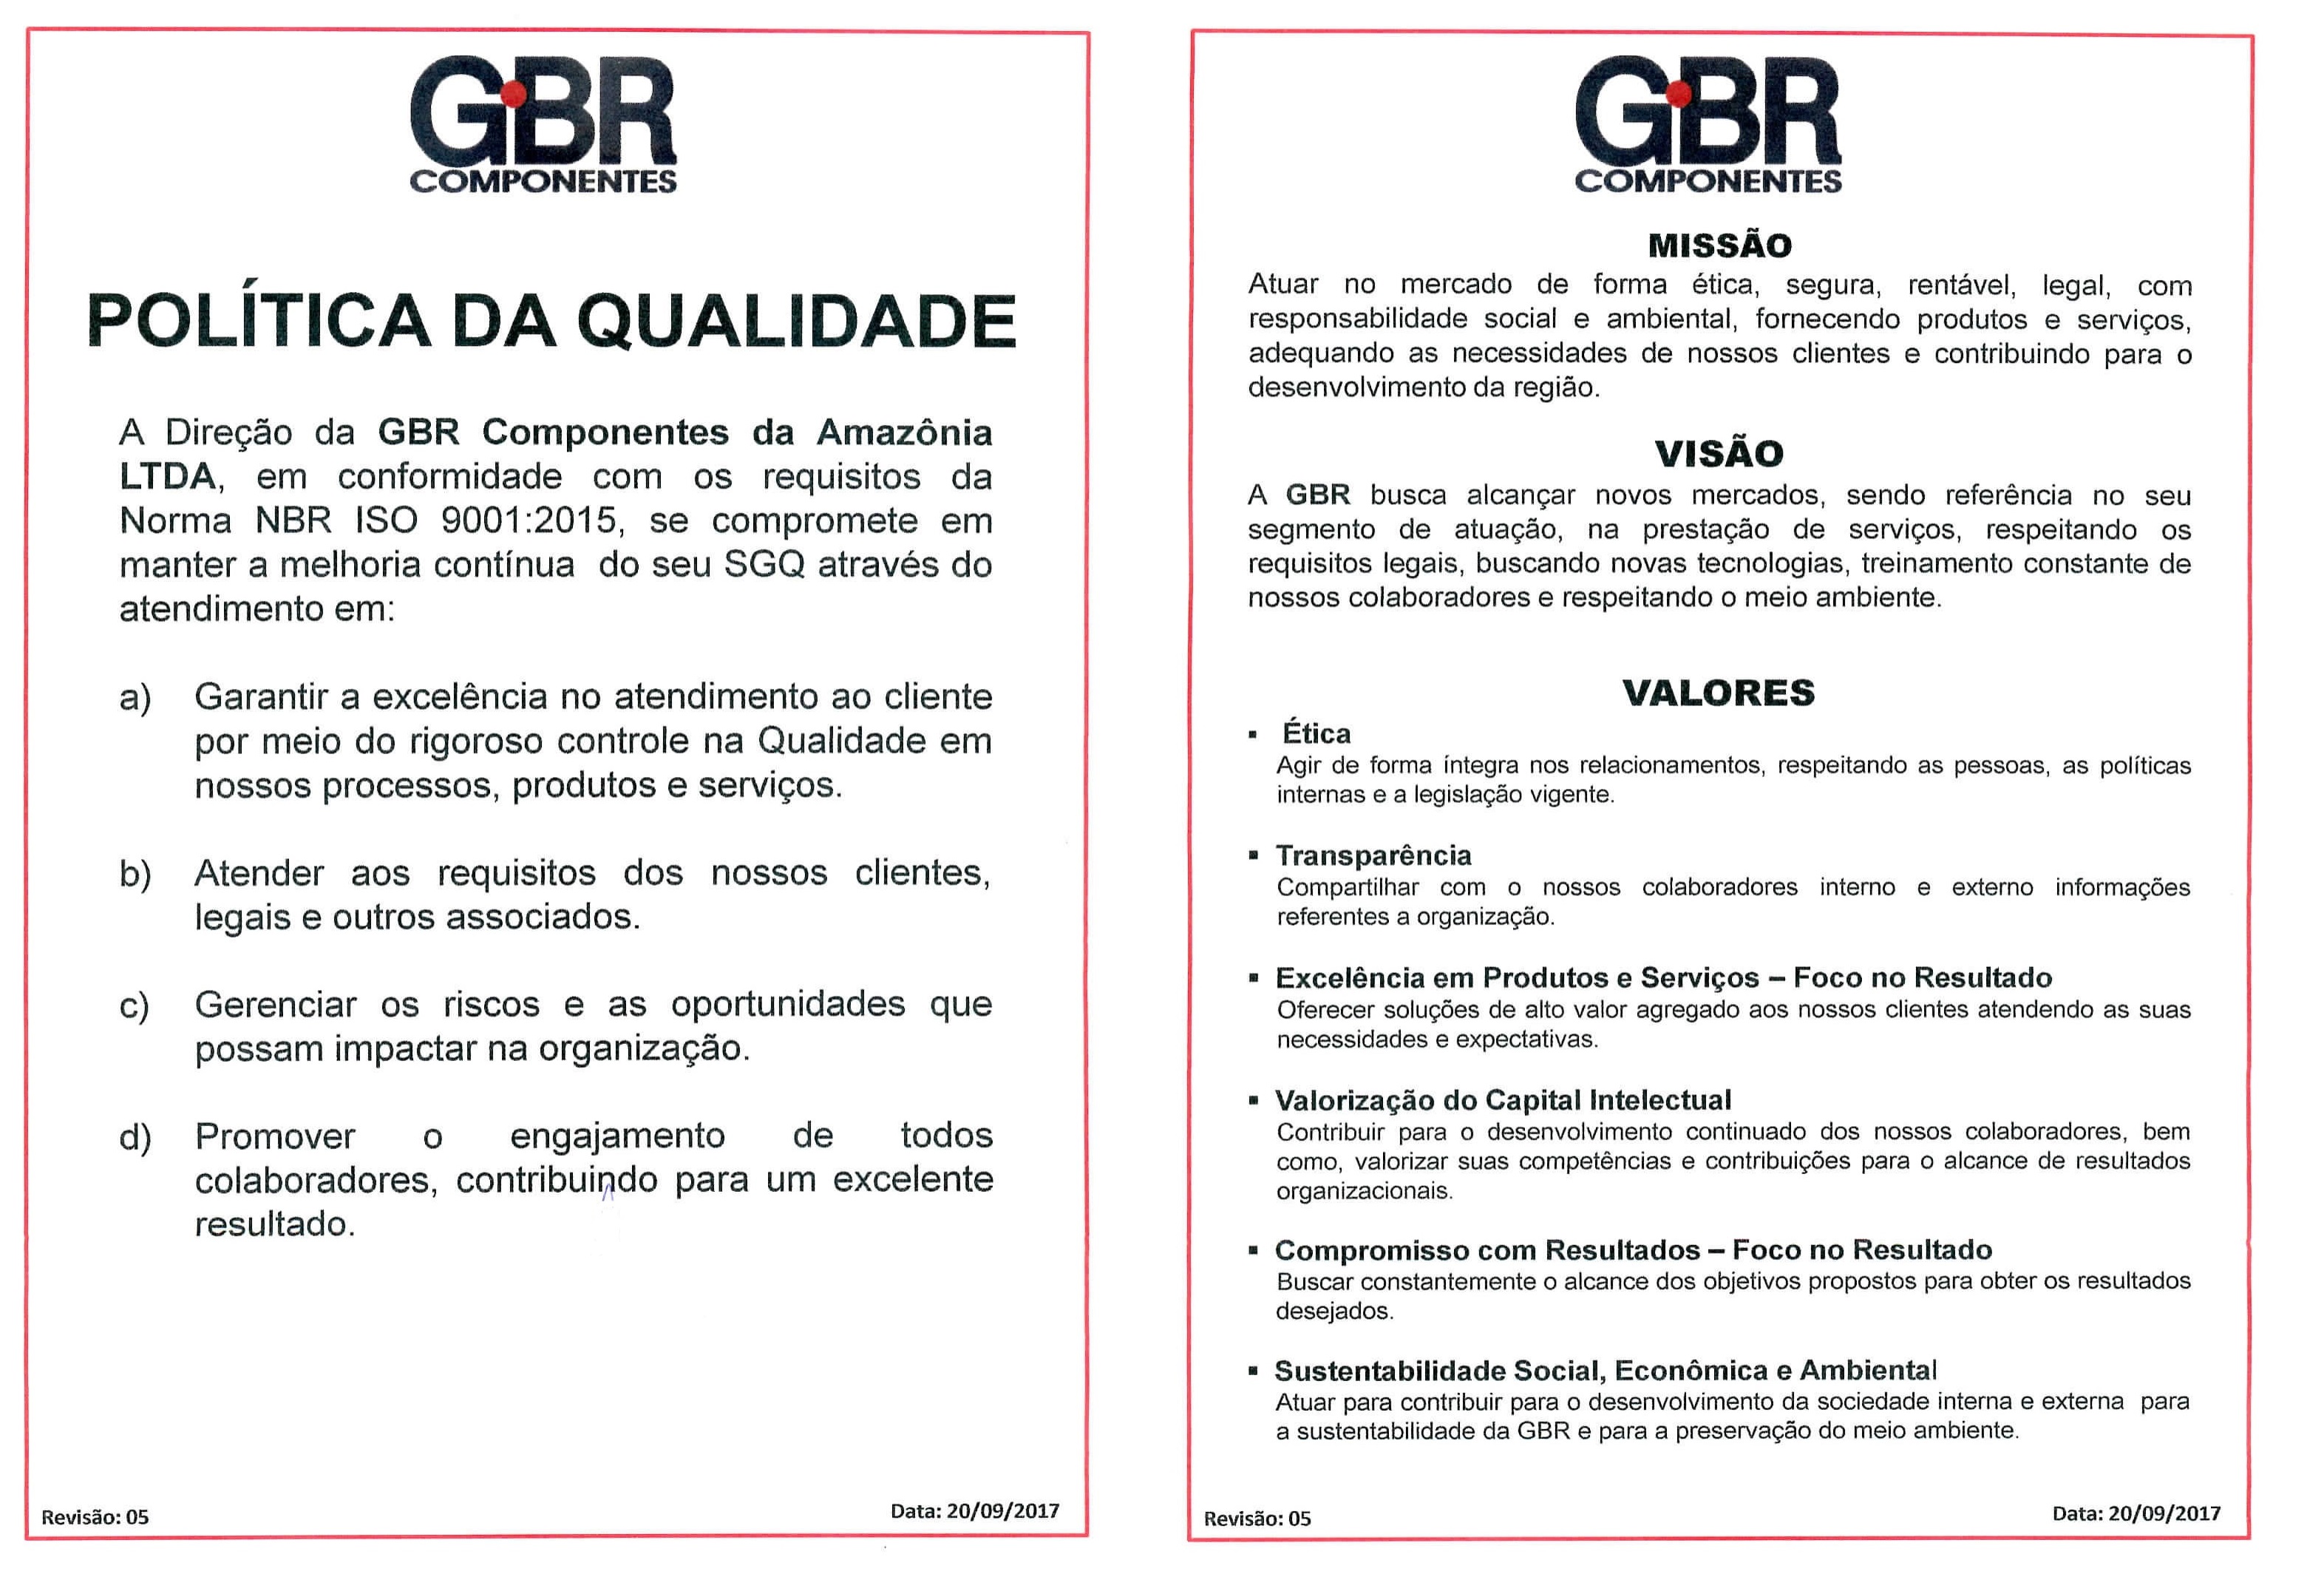 GBR
COMPONENTES
POLÍTICA DA QUALIDADE
A Direção da GBR Componentes da Amazônia
LTDA, em conformidade com os requisitos da
Norma NBR ISO 9001:2015, se compromete em
manter a melhoria contínua do seu SGQ através do
atendimento em:
a) Garantir a excelência no atendimento ao cliente
por meio do rigoroso controle na Qualidade em
nossos processos, produtos e serviços.
b) Atender aos requisitos dos nossos clientes,
legais e outros associados.
c) Gerenciar os riscos e as oportunidades que
possam impactar na organização.
d) Promover o engajamento de todos
colaboradores, contribuindo para um excelente
resultado.
Revisão: 05
Data: 20/09/2017
GBR
COMPONENTES
MISSÃO
Atuar no mercado de forma ética, segura, rentável, legal, com
responsabilidade social e ambiental, fornecendo produtos e serviços,
adequando as necessidades de nossos clientes e contribuindo para o
desenvolvimento da região.
VISÃO
A GBR busca alcançar novos mercados, sendo referência no seu
segmento de atuação, na prestação de serviços, respeitando os
requisitos legais, buscando novas tecnologias, treinamento constante de
nossos colaboradores e respeitando o meio ambiente.
VALORES
▪ Ética
Agir de forma íntegra nos relacionamentos, respeitando as pessoas, as políticas
internas e a legislação vigente.
▪ Transparência
Compartilhar com o nossos colaboradores interno e externo informações
referentes a organização.
▪ Excelência em Produtos e Serviços – Foco no Resultado
Oferecer soluções de alto valor agregado aos nossos clientes atendendo as suas
necessidades e expectativas.
▪ Valorização do Capital Intelectual
Contribuir para o desenvolvimento continuado dos nossos colaboradores, bem
como, valorizar suas competências e contribuições para o alcance de resultados
organizacionais.
▪ Compromisso com Resultados – Foco no Resultado
Buscar constantemente o alcance dos objetivos propostos para obter os resultados
desejados.
▪ Sustentabilidade Social, Econômica e Ambiental
Atuar para contribuir para o desenvolvimento da sociedade interna e externa para
a sustentabilidade da GBR e para a preservação do meio ambiente.
Revisão: 05
Data: 20/09/2017